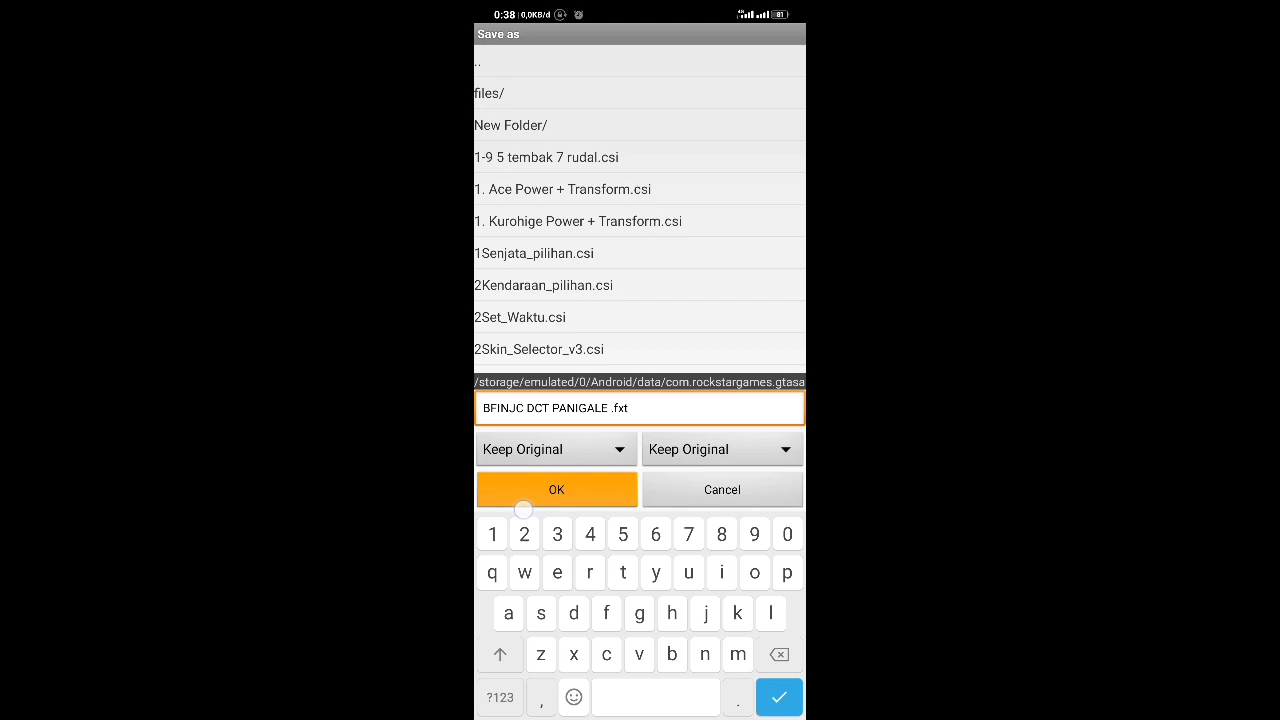 0:38 | 0,0KB/d
4G 81
Save as
..
files/
New Folder/
1-9 5 tembak 7 rudal.csi
1. Ace Power + Transform.csi
1. Kurohige Power + Transform.csi
1Senjata_pilihan.csi
2Kendaraan_pilihan.csi
2Set_Waktu.csi
2Skin_Selector_v3.csi
/storage/emulated/0/Android/data/com.rockstargames.gtasa
BFINJC DCT PANIGALE .fxt
Keep Original Keep Original
OK Cancel
1 2 3 4 5 6 7 8 9 0
q w e r t y u i o p
a s d f g h j k l
z x c v b n m
?123 , .